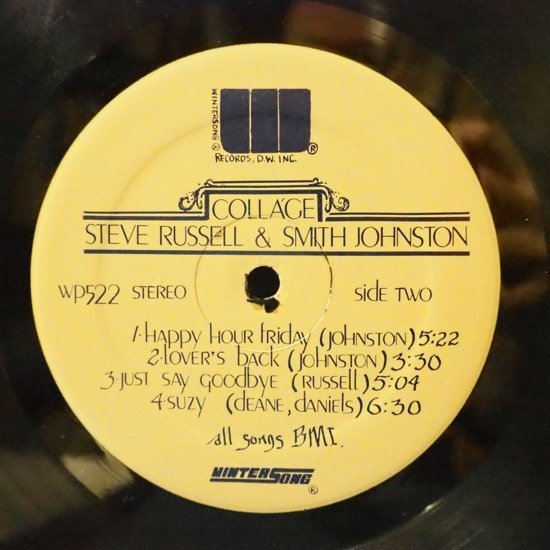 WINTERSONG ®
RECORDS, D.W. INC. ®
COLLAGE
STEVE RUSSELL & SMITH JOHNSTON
WP522 STEREO side TWO
1·HAPPY HOUR FRIDAY (JOHNSTON) 5:22
2·LOVER'S BACK (JOHNSTON) 3:30
3·JUST SAY GOODBYE (RUSSELL) 5:04
4·SUZY (DEANE, DANIELS) 6:30
all songs BMI.
WINTERSONG ®